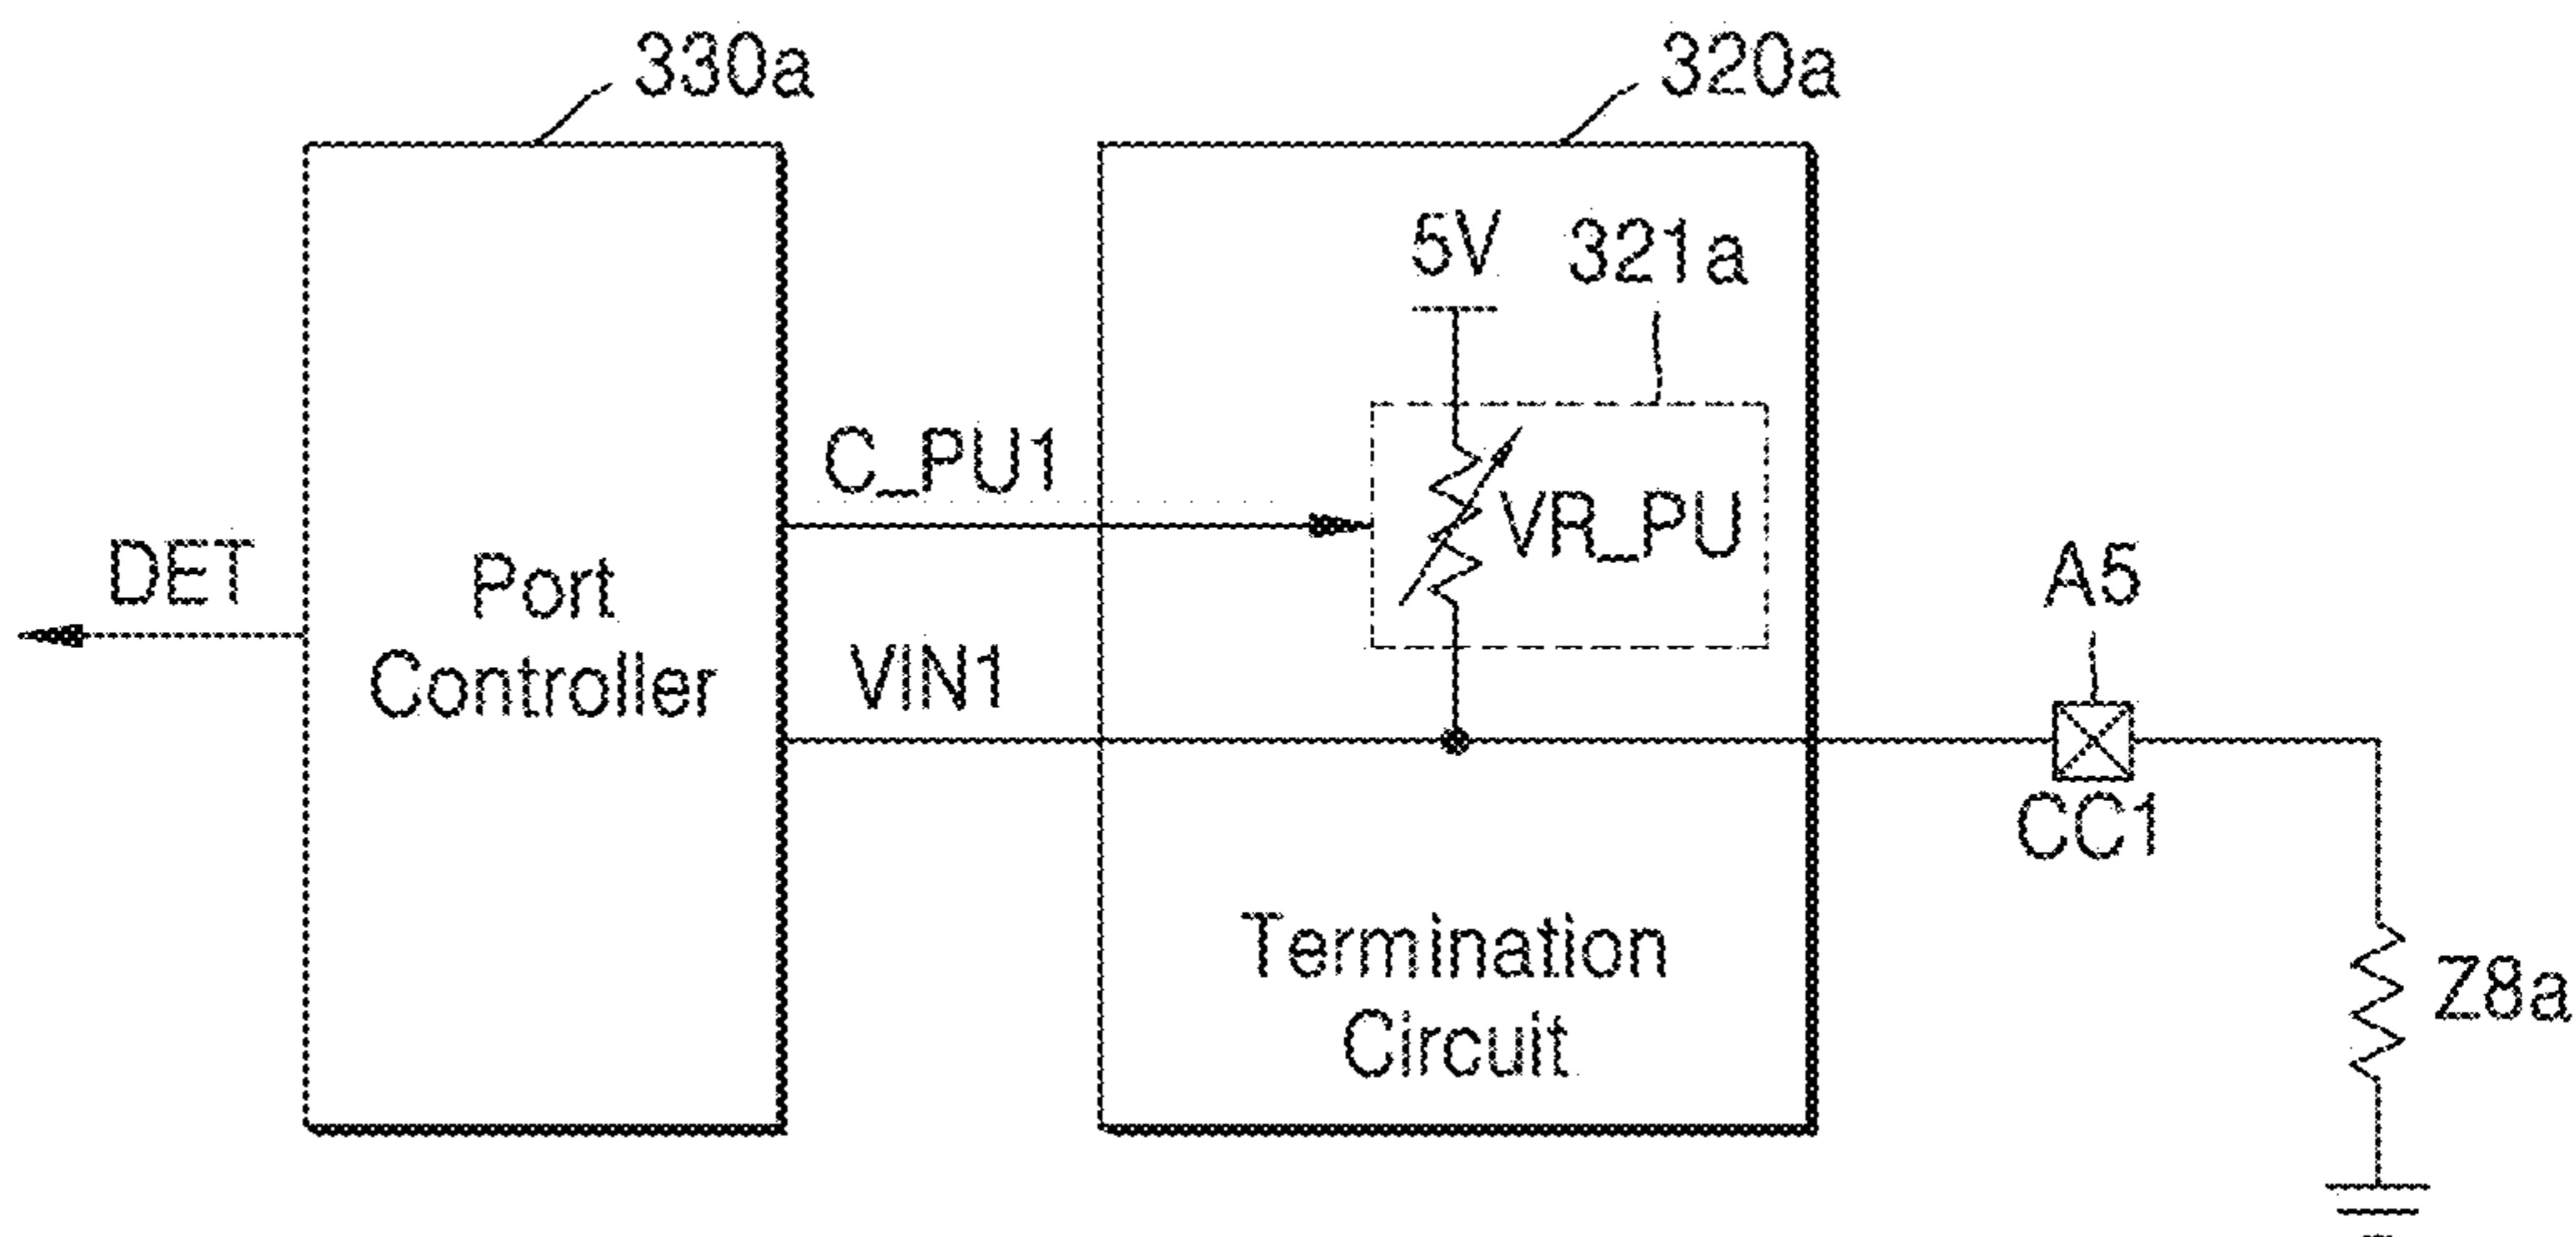 330a
320a
5V
321a
C_PU1
VR_PU
DET
Port
Controller
VIN1
A5
CC1
Termination
Circuit
Z8a